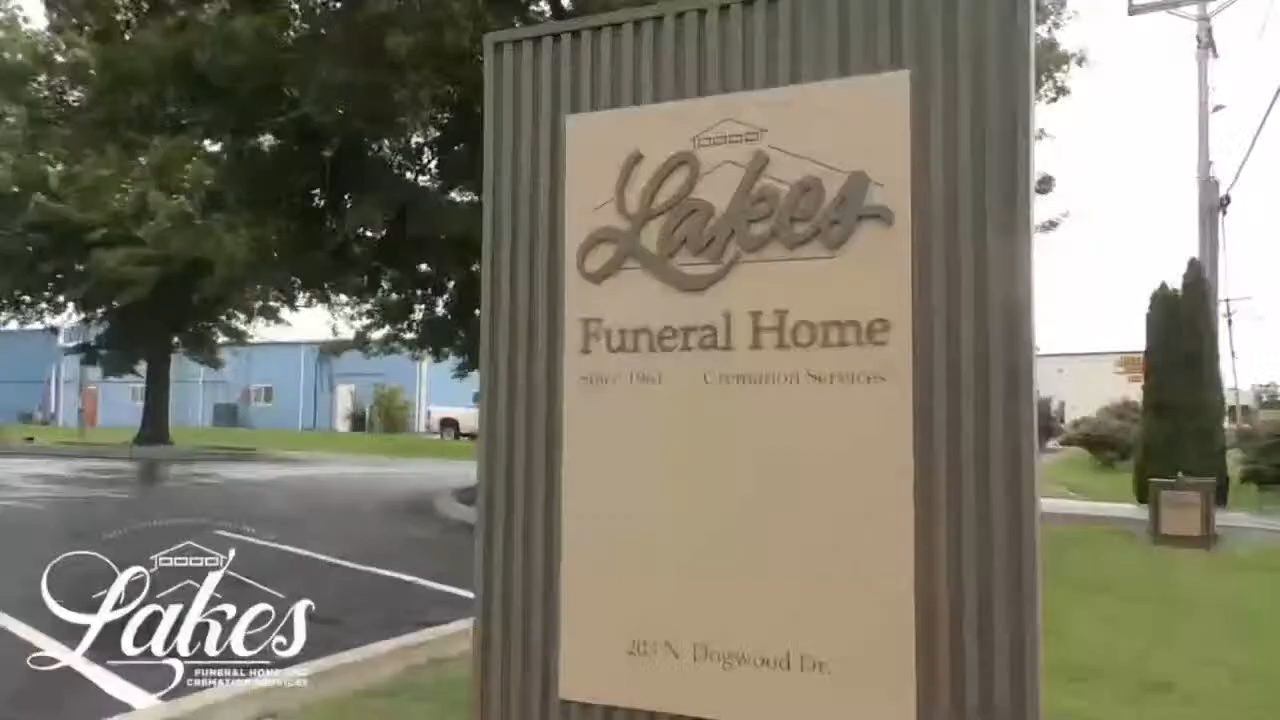 Lakes
Funeral Home
Since 1961 Cremation Services
203 N. Dogwood Dr.
Lakes
FUNERAL HOME AND
CREMATION SERVICES